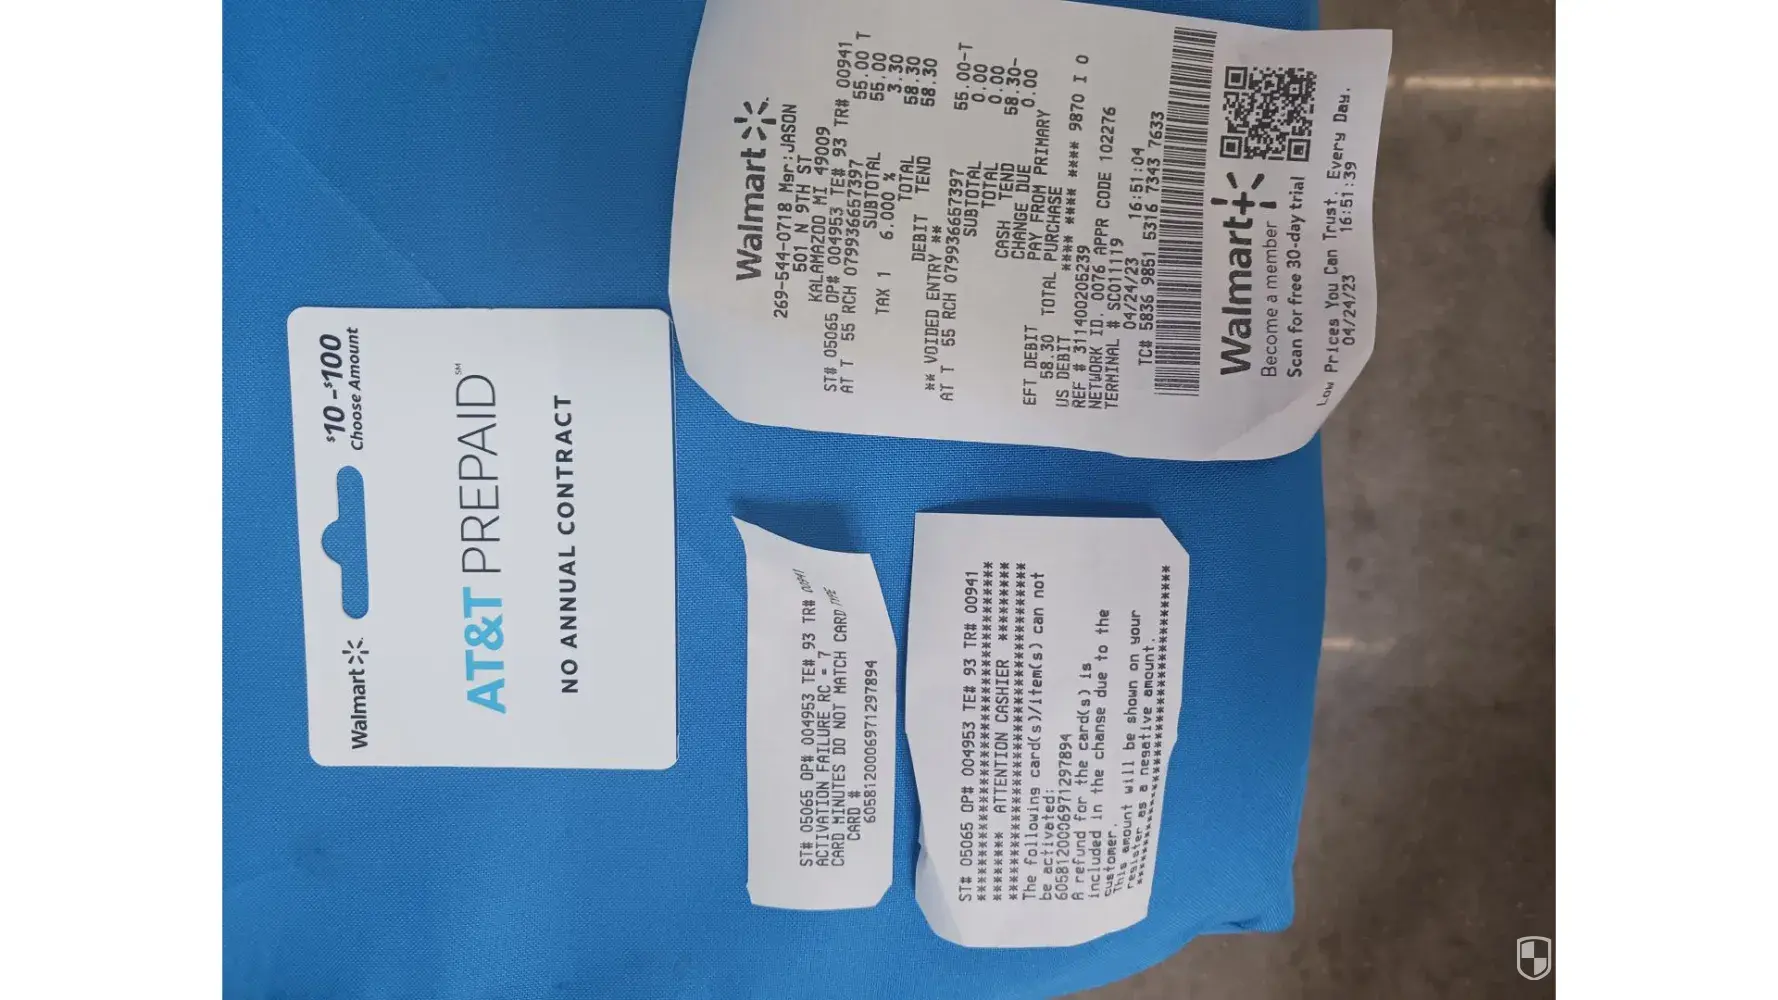 Walmart
$10-$100
Choose Amount
AT&T PREPAID℠
NO ANNUAL CONTRACT
Walmart
269-544-0718 Mgr:JASON
501 N 9TH ST
KALAMAZOO MI 49009
ST# 05065 OP# 004953 TE# 93 TR# 00941
AT T 55 RCH 079936657397 55.00 T
SUBTOTAL 55.00
TAX 1 6.000 % 3.30
TOTAL 58.30
DEBIT TEND 58.30
** VOIDED ENTRY **
AT T 55 RCH 079936657397 55.00-T
SUBTOTAL 0.00
TOTAL 0.00
CASH TEND 58.30-
CHANGE DUE 0.00
EFT DEBIT PAY FROM PRIMARY
58.30 TOTAL PURCHASE
US DEBIT **** **** **** 9870 I 0
REF # 311400205239
NETWORK ID. 0076 APPR CODE 102276
TERMINAL # SC011119
04/24/23 16:51:04
TC# 5836 9851 5316 7343 7633
Walmart+
Become a member
Scan for free 30-day trial
Low Prices You Can Trust. Every Day.
04/24/23 16:51:39
ST# 05065 OP# 004953 TE# 93 TR# 00941
ACTIVATION FAILURE RC = 7
CARD MINUTES DO NOT MATCH CARD TYPE
CARD #
6058120006971297894
ST# 05065 OP# 004953 TE# 93 TR# 00941
****************************************
******* ATTENTION CASHIER ********
****************************************
The following card(s)/item(s) can not
be activated:
6058120006971297894
A refund for the card(s) is
included in the change due to the
customer.
This amount will be shown on your
register as a negative amount.
****************************************